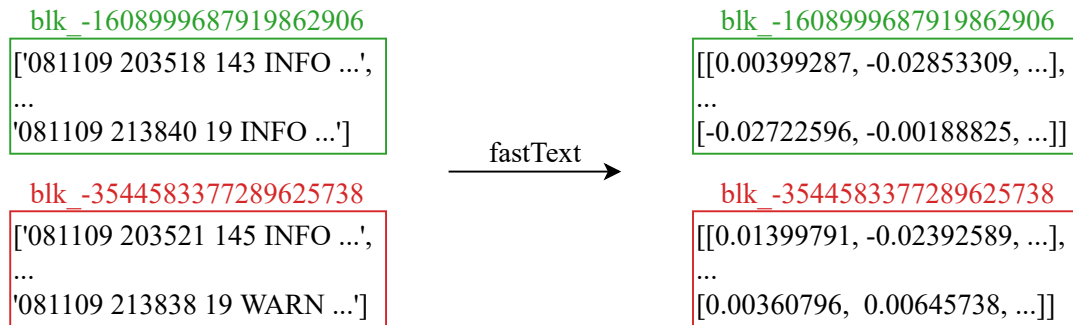 blk_-1608999687919862906
['081109 203518 143 INFO ...',
...
'081109 213840 19 INFO ...']
blk_-3544583377289625738
['081109 203521 145 INFO ...',
...
'081109 213838 19 WARN ...']
fastText
blk_-1608999687919862906
[[0.00399287, -0.02853309, ...],
...
[-0.02722596, -0.00188825, ...]]
blk_-3544583377289625738
[[0.01399791, -0.02392589, ...],
...
[0.00360796, 0.00645738, ...]]